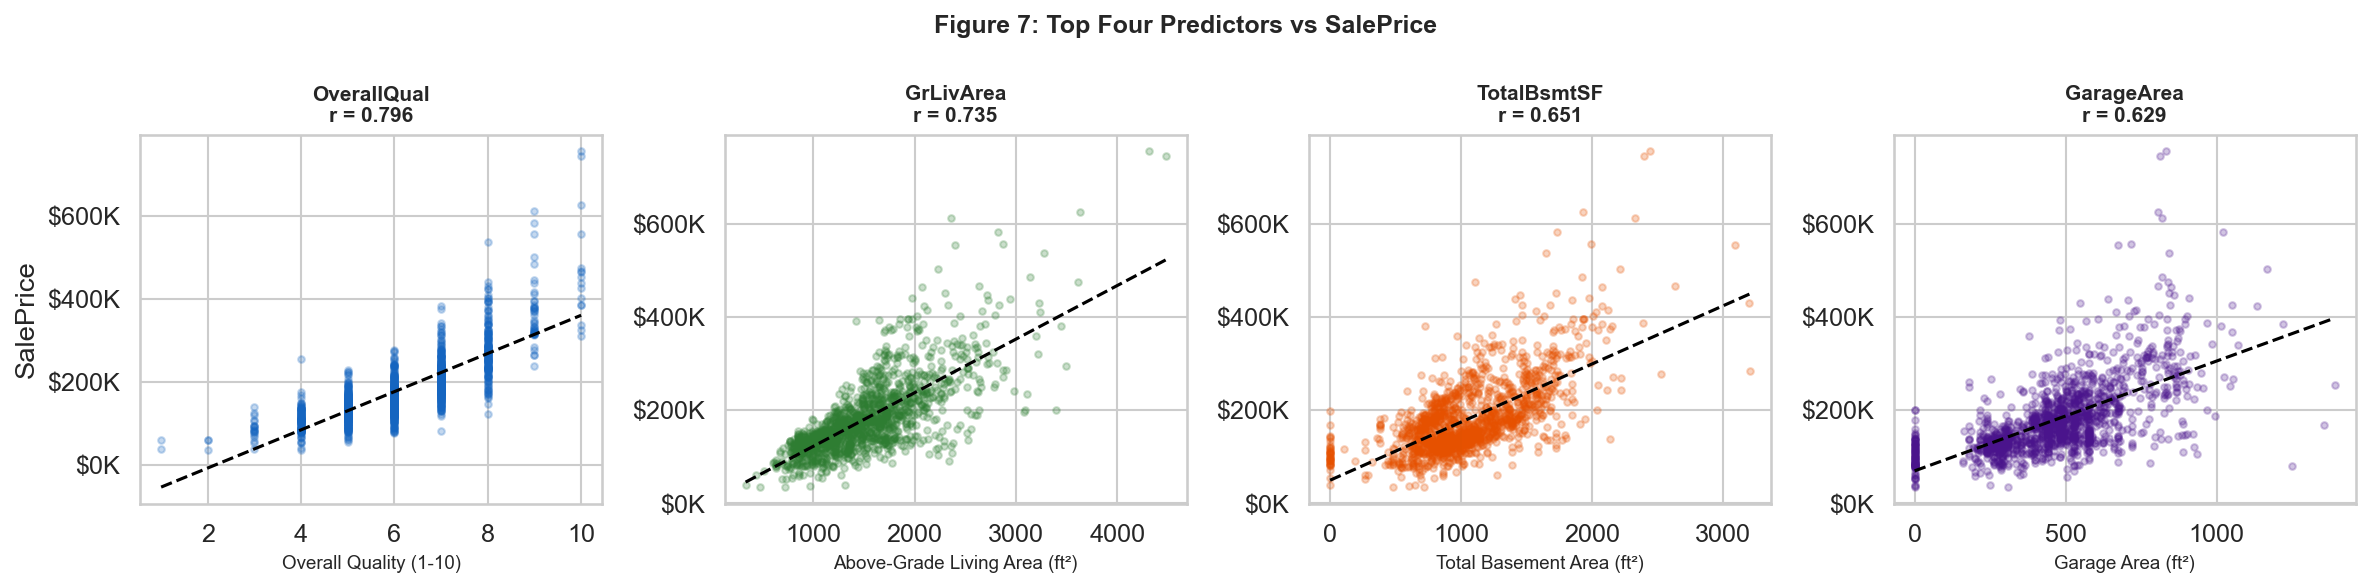 Figure 7: Top Four Predictors vs SalePrice
OverallQual
r = 0.796
SalePrice
$600K
$400K
$200K
$0K
2 4 6 8 10
Overall Quality (1-10)
GrLivArea
r = 0.735
$600K
$400K
$200K
$0K
1000 2000 3000 4000
Above-Grade Living Area (ft²)
TotalBsmtSF
r = 0.651
$600K
$400K
$200K
$0K
0 1000 2000 3000
Total Basement Area (ft²)
GarageArea
r = 0.629
$600K
$400K
$200K
$0K
0 500 1000
Garage Area (ft²)